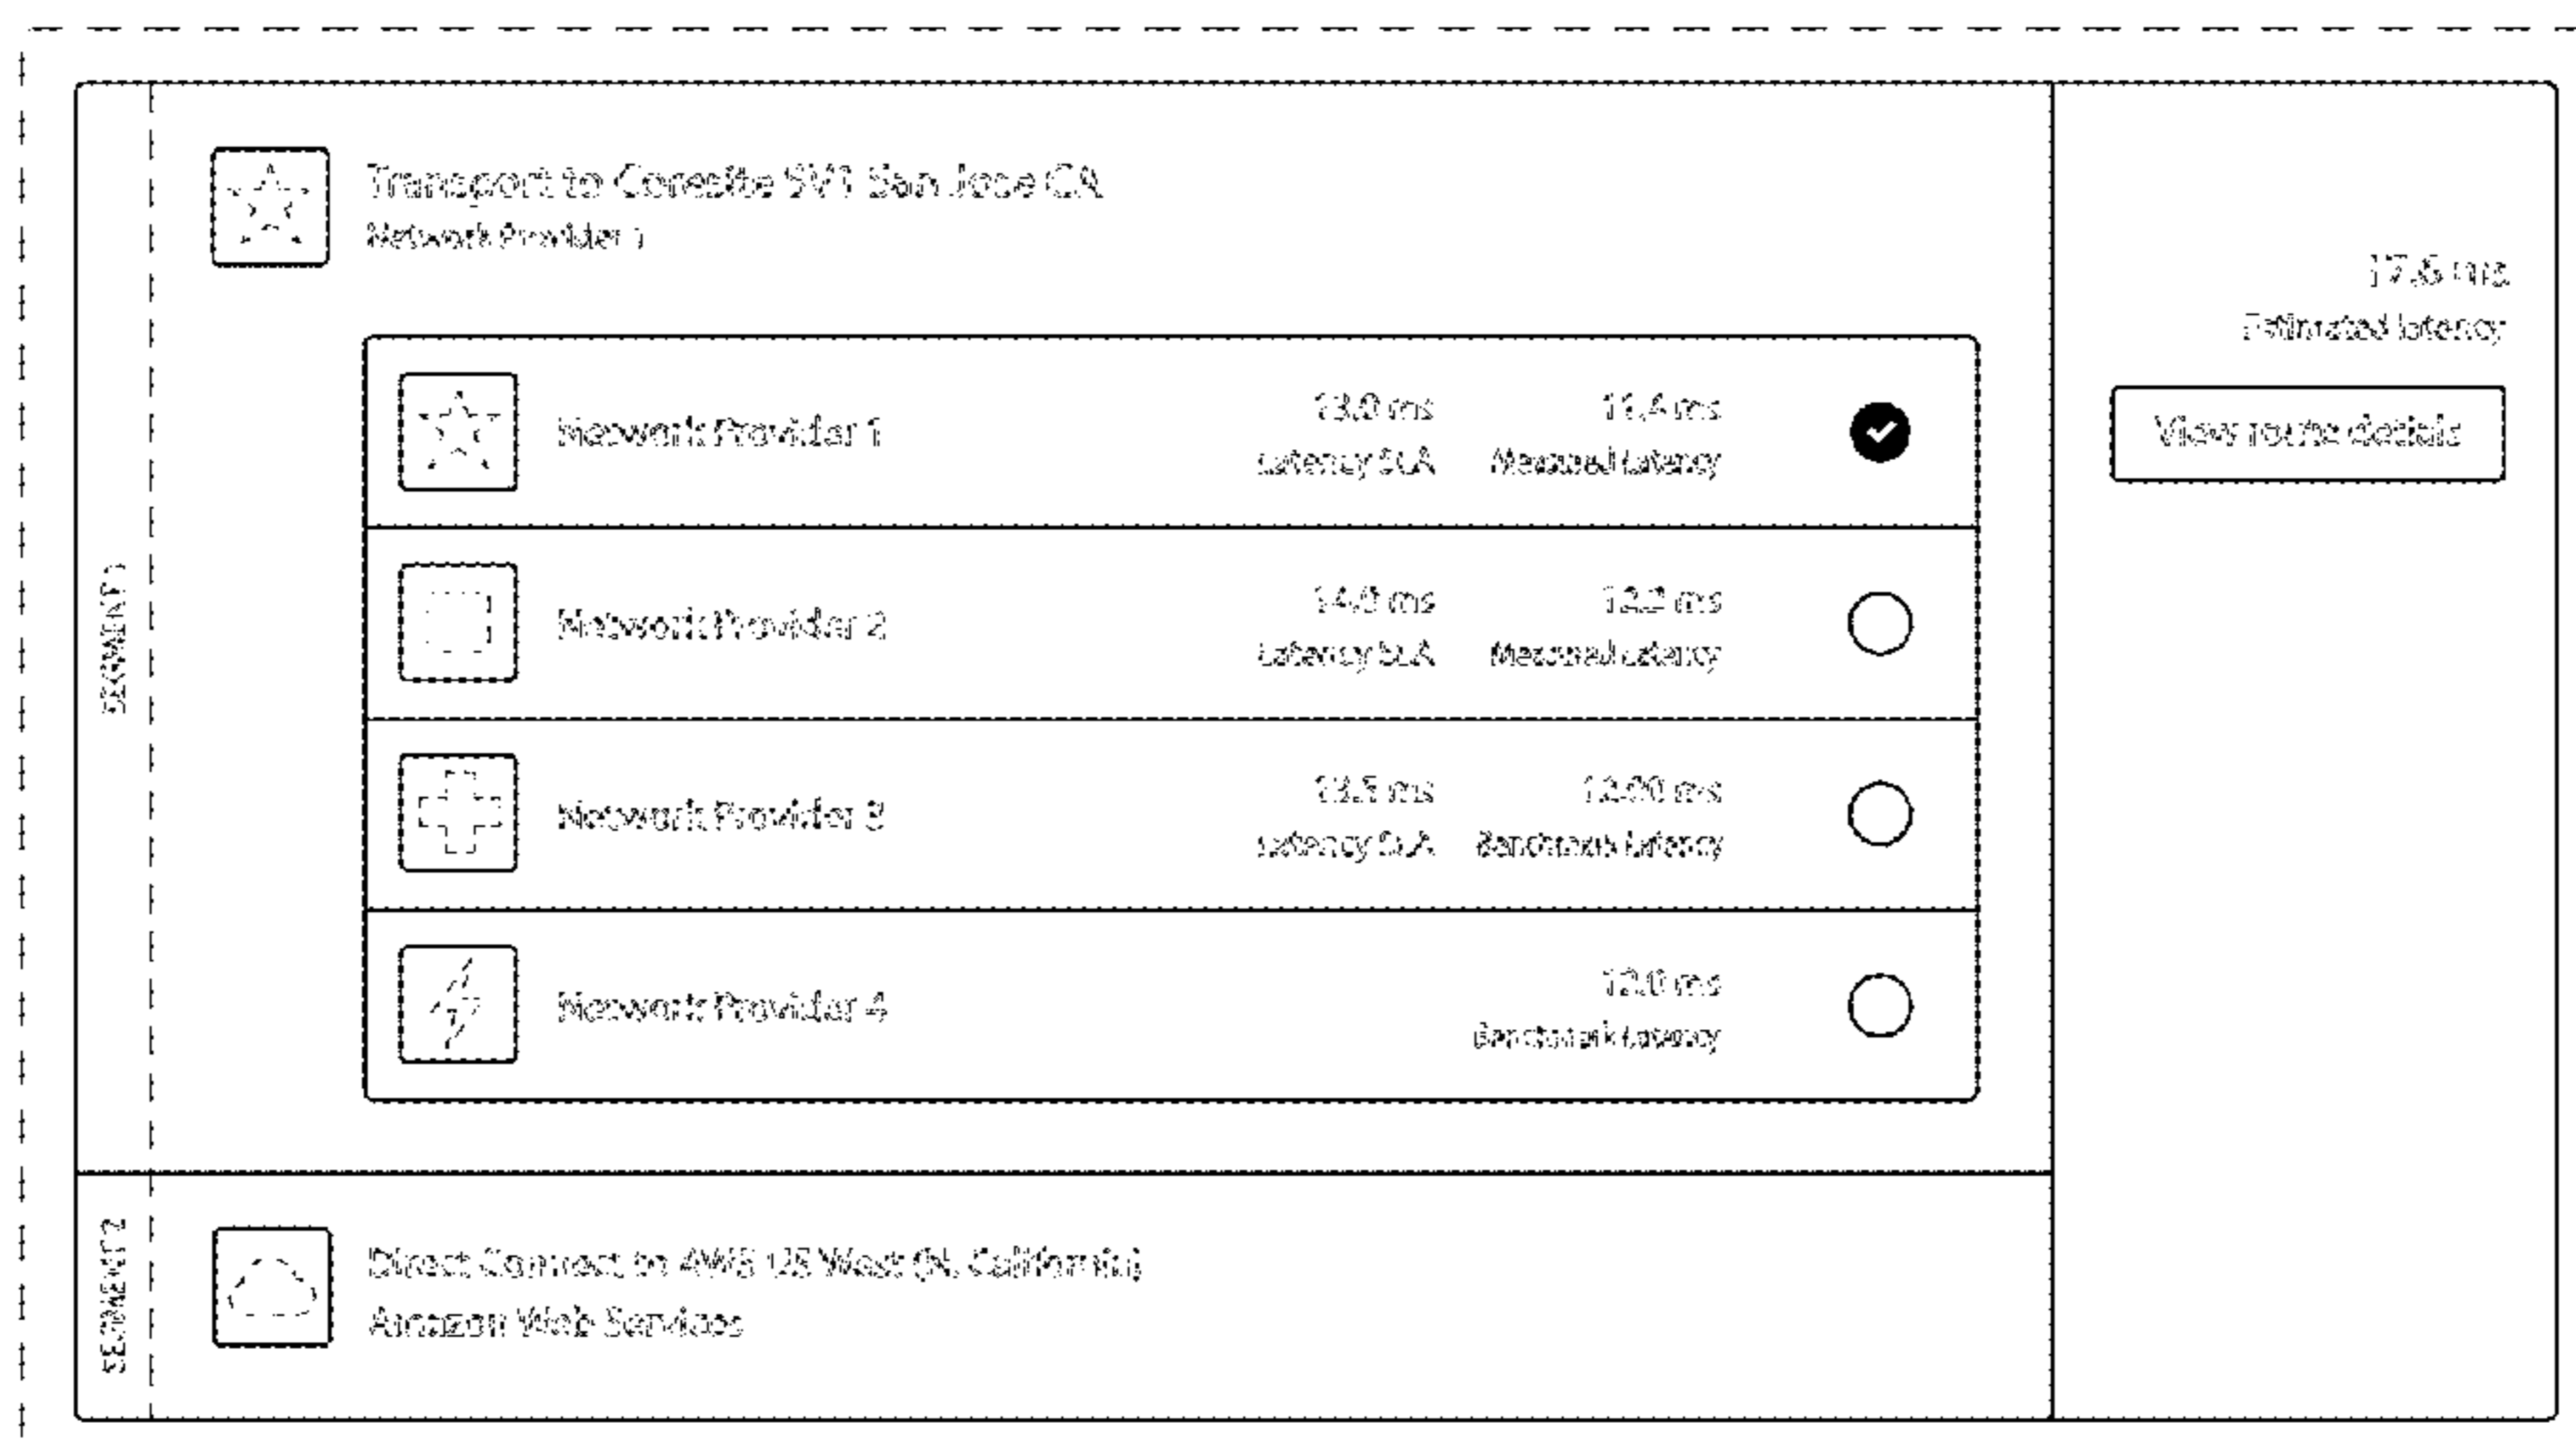 SEGMENT 1
Transport to Coresite SV1 San Jose CA
Network Provider 1
Network Provider 1
13.0 ms
Latency SLA
11.4 ms
Measured Latency
Network Provider 2
14.0 ms
Latency SLA
12.2 ms
Measured Latency
Network Provider 3
13.5 ms
Latency SLA
12.00 ms
Benchmark Latency
Network Provider 4
12.0 ms
Benchmark Latency
17.6 ms
Estimated latency
View route details
SEGMENT 2
Direct Connect to AWS US West (N. California)
Amazon Web Services